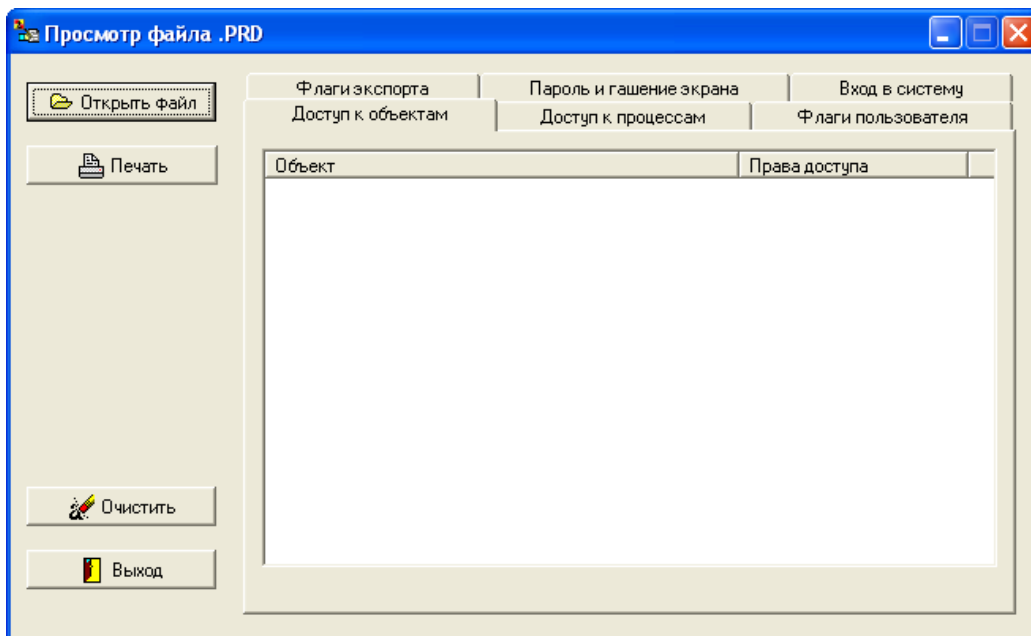 Просмотр файла .PRD
Открыть файл
Печать
Очистить
Выход
Флаги экспорта Пароль и гашение экрана Вход в систему
Доступ к объектам Доступ к процессам Флаги пользователя
Объект Права доступа